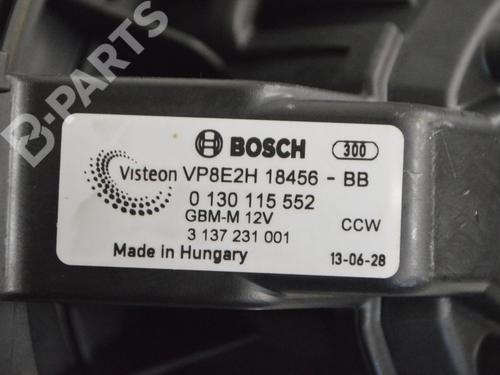 BOSCH 300
Visteon VP8E2H 18456 - BB
0 130 115 552
GBM-M 12V CCW
3 137 231 001
Made in Hungary 13-06-28
B-PARTS
B-PARTS